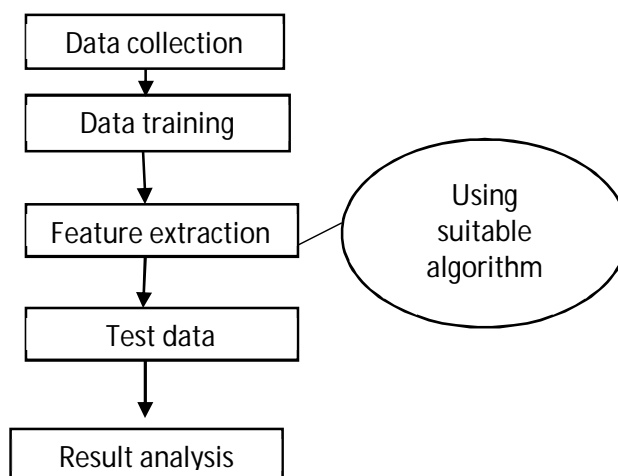 Data collection
Data training
Feature extraction
Using
suitable
algorithm
Test data
Result analysis